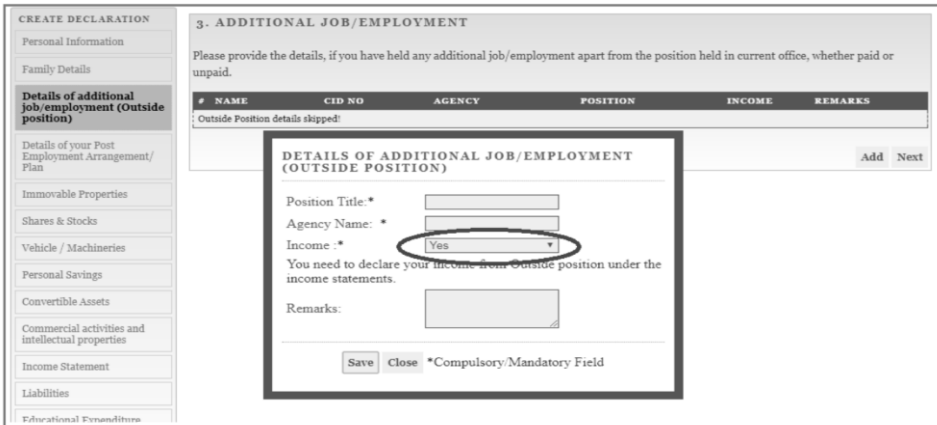 CREATE DECLARATION
Personal Information
Family Details
Details of additional
job/employment (Outside
position)
Details of your Post
Employment Arrangement/
Plan
Immovable Properties
Shares & Stocks
Vehicle / Machineries
Personal Savings
Convertible Assets
Commercial activities and
intellectual properties
Income Statement
Liabilities
Educational Expenditure
3. ADDITIONAL JOB/EMPLOYMENT
Please provide the details, if you have held any additional job/employment apart from the position held in current office, whether paid or
unpaid.
# NAME CID NO AGENCY POSITION INCOME REMARKS
Outside Position details skipped!
Add Next
DETAILS OF ADDITIONAL JOB/EMPLOYMENT
(OUTSIDE POSITION)
Position Title:*
Agency Name: *
Income :* Yes
You need to declare your income from Outside position under the
income statements.
Remarks:
Save Close *Compulsory/Mandatory Field